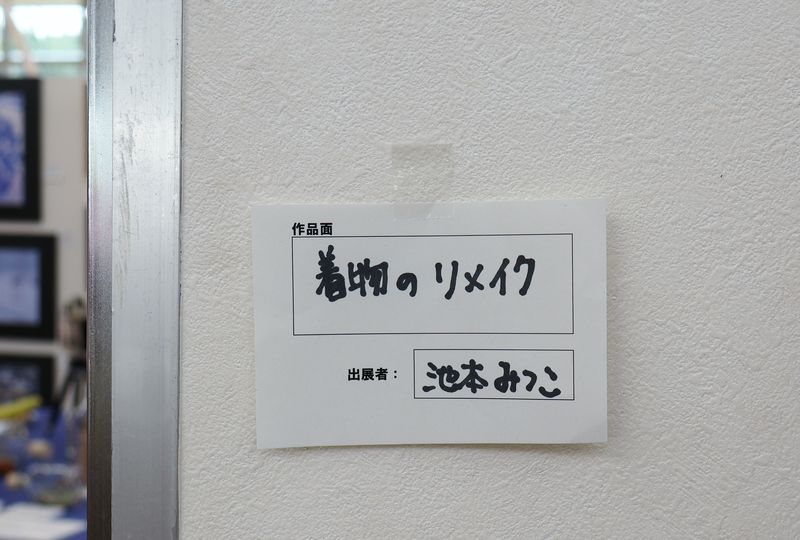 作品面
着物のリメイク
出展者：
池本みつこ